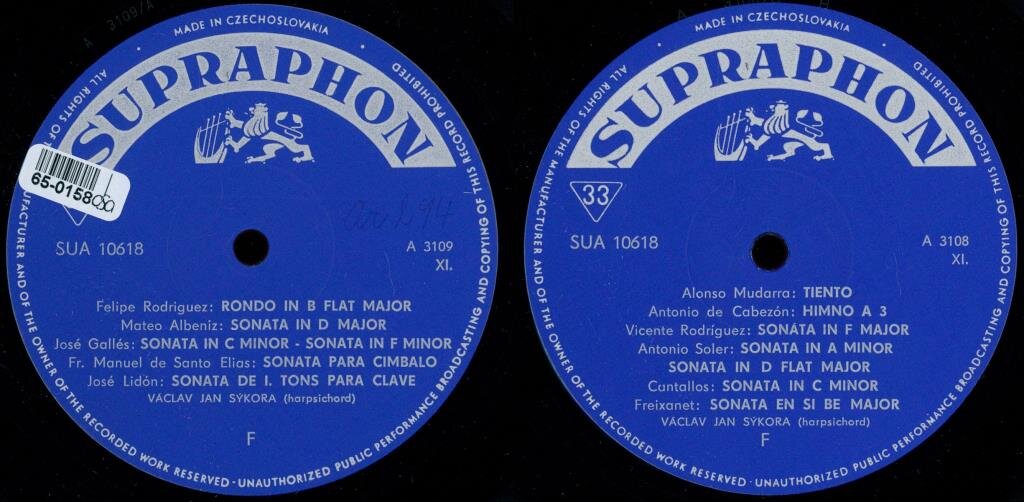 MADE IN CZECHOSLOVAKIA
SUPRAPHON
65-0158
SUA 10618
A 3109
XI.
Felipe Rodriguez: RONDO IN B FLAT MAJOR
Mateo Albeniz: SONATA IN D MAJOR
José Gallés: SONATA IN C MINOR - SONATA IN F MINOR
Fr. Manuel de Santo Elias: SONATA PARA CIMBALO
José Lidón: SONATA DE I. TONS PARA CLAVE
VÁCLAV JAN SÝKORA (harpsichord)
F
ALL RIGHTS OF MANUFACTURER AND OF THE OWNER OF THE RECORDED WORK RESERVED · UNAUTHORIZED PUBLIC PERFORMANCE BROADCASTING AND COPYING OF THIS RECORD PROHIBITED
MADE IN CZECHOSLOVAKIA
SUPRAPHON
33
SUA 10618
A 3108
XI.
Alonso Mudarra: TIENTO
Antonio de Cabezón: HIMNO A 3
Vicente Rodríguez: SONÁTA IN F MAJOR
Antonio Soler: SONATA IN A MINOR
SONATA IN D FLAT MAJOR
Cantallos: SONATA IN C MINOR
Freixanet: SONATA EN SI BE MAJOR
VÁCLAV JAN SÝKORA (harpsichord)
F
ALL RIGHTS OF THE MANUFACTURER AND OF THE OWNER OF THE RECORDED WORK RESERVED · UNAUTHORIZED PUBLIC PERFORMANCE BROADCASTING AND COPYING OF THIS RECORD PROHIBITED